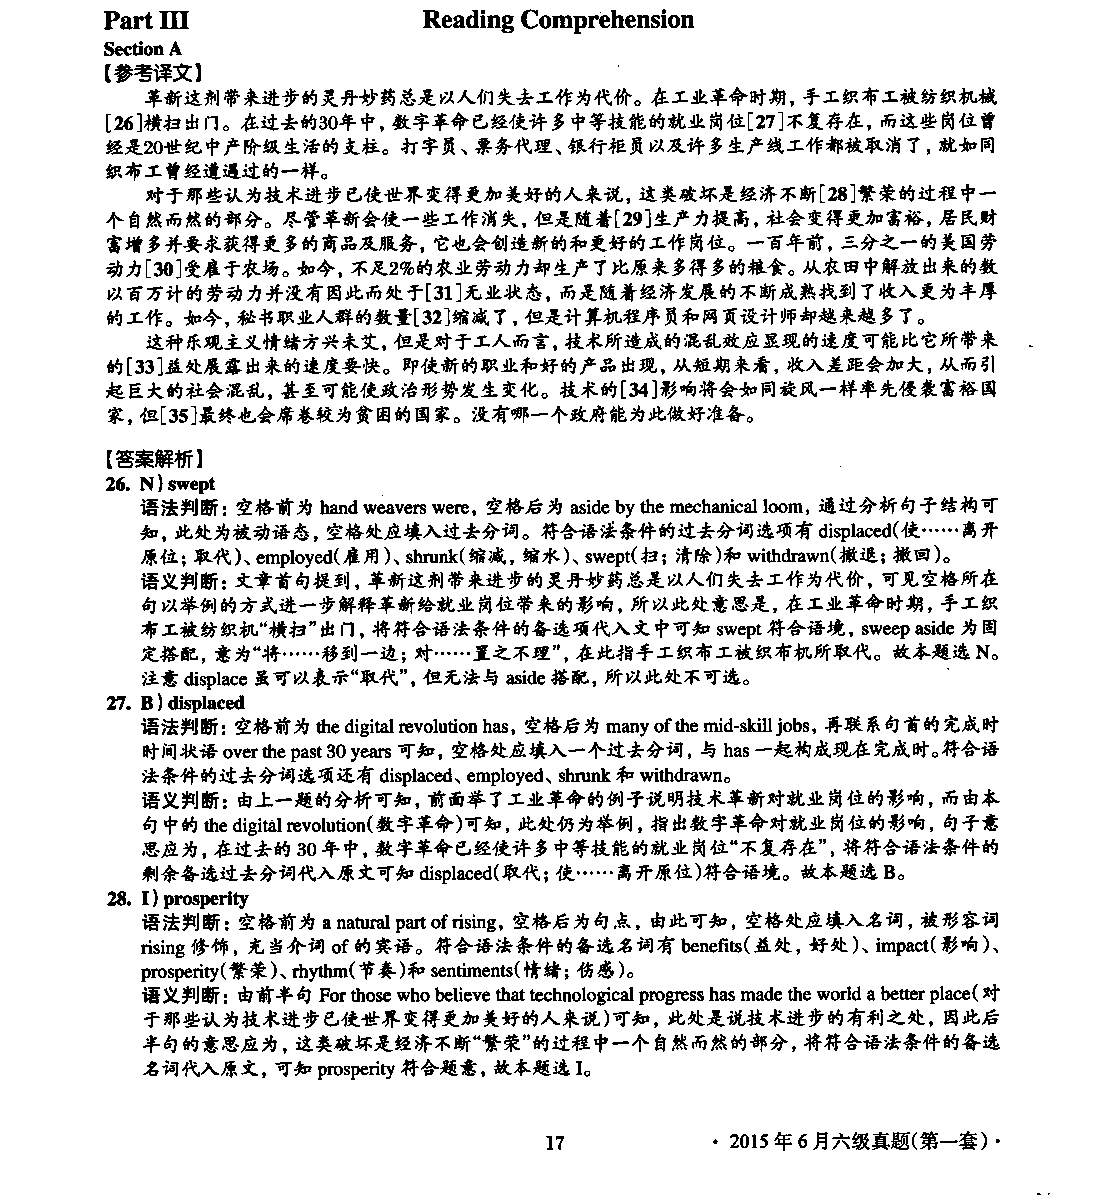 Part III Reading Comprehension
Section A
【参考译文】
革新这剂带来进步的灵丹妙药总是以人们失去工作为代价。在工业革命时期,手工织布工被纺织机械
[26]横扫出门。在过去的30年中,数字革命已经使许多中等技能的就业岗位[27]不复存在,而这些岗位曾
经是20世纪中产阶级生活的支柱。打字员、票务代理、银行柜员以及许多生产线工作都被取消了,就如同
织布工曾经遭遇过的一样。
对于那些认为技术进步已使世界变得更加美好的人来说,这类破坏是经济不断[28]繁荣的过程中一
个自然而然的部分。尽管革新会使一些工作消失,但是随着[29]生产力提高,社会变得更加富裕,居民财
富增多并要求获得更多的商品及服务,它也会创造新的和更好的工作岗位。一百年前,三分之一的美国劳
动力[30]受雇于农场。如今,不足2%的农业劳动力却生产了比原来多得多的粮食。从农田中解放出来的数
以百万计的劳动力并没有因此而处于[31]无业状态,而是随着经济发展的不断成熟找到了收入更为丰厚
的工作。如今,秘书职业人群的数量[32]缩减了,但是计算机程序员和网页设计师却越来越多了。
这种乐观主义情绪方兴未艾,但是对于工人而言,技术所造成的混乱效应显现的速度可能比它所带来
的[33]益处展露出来的速度要快。即使新的职业和好的产品出现,从短期来看,收入差距会加大,从而引
起巨大的社会混乱,甚至可能使政治形势发生变化。技术的[34]影响将会如同旋风一样率先侵袭富裕国
家,但[35]最终也会席卷较为贫困的国家。没有哪一个政府能为此做好准备。
【答案解析】
26. N) swept
语法判断:空格前为 hand weavers were,空格后为 aside by the mechanical loom,通过分析句子结构可
知,此处为被动语态,空格处应填入过去分词。符合语法条件的过去分词选项有 displaced(使……离开
原位;取代)、employed(雇用)、shrunk(缩减,缩水)、swept(扫;清除)和 withdrawn(撤退;撤回)。
语义判断:文章首句提到,革新这剂带来进步的灵丹妙药总是以人们失去工作为代价,可见空格所在
句以举例的方式进一步解释革新给就业岗位带来的影响,所以此处意思是,在工业革命时期,手工织
布工被纺织机“横扫”出门,将符合语法条件的备选项代入文中可知 swept 符合语境,sweep aside 为固
定搭配,意为“将……移到一边;对……置之不理”,在此指手工织布工被织布机所取代。故本题选 N。
注意 displace 虽可以表示“取代”,但无法与 aside 搭配,所以此处不可选。
27. B) displaced
语法判断:空格前为 the digital revolution has,空格后为 many of the mid-skill jobs,再联系句首的完成时
时间状语 over the past 30 years 可知,空格处应填入一个过去分词,与 has 一起构成现在完成时。符合语
法条件的过去分词选项还有 displaced、employed、shrunk 和 withdrawn。
语义判断:由上一题的分析可知,前面举了工业革命的例子说明技术革新对就业岗位的影响,而由本
句中的 the digital revolution(数字革命)可知,此处仍为举例,指出数字革命对就业岗位的影响,句子意
思应为,在过去的 30 年中,数字革命已经使许多中等技能的就业岗位“不复存在”,将符合语法条件的
剩余备选过去分词代入原文可知 displaced(取代;使……离开原位)符合语境。故本题选 B。
28. I) prosperity
语法判断:空格前为 a natural part of rising,空格后为句点,由此可知,空格处应填入名词,被形容词
rising 修饰,充当介词 of 的宾语。符合语法条件的备选名词有 benefits(益处,好处)、impact(影响)、
prosperity(繁荣)、rhythm(节奏)和 sentiments(情绪;伤感)。
语义判断:由前半句 For those who believe that technological progress has made the world a better place(对
于那些认为技术进步已使世界变得更加美好的人来说)可知,此处是说技术进步的有利之处,因此后
半句的意思应为,这类破坏是经济不断“繁荣”的过程中一个自然而然的部分,将符合语法条件的备选
名词代入原文,可知 prosperity 符合题意,故本题选 I。
17 · 2015 年 6 月六级真题(第一套)·